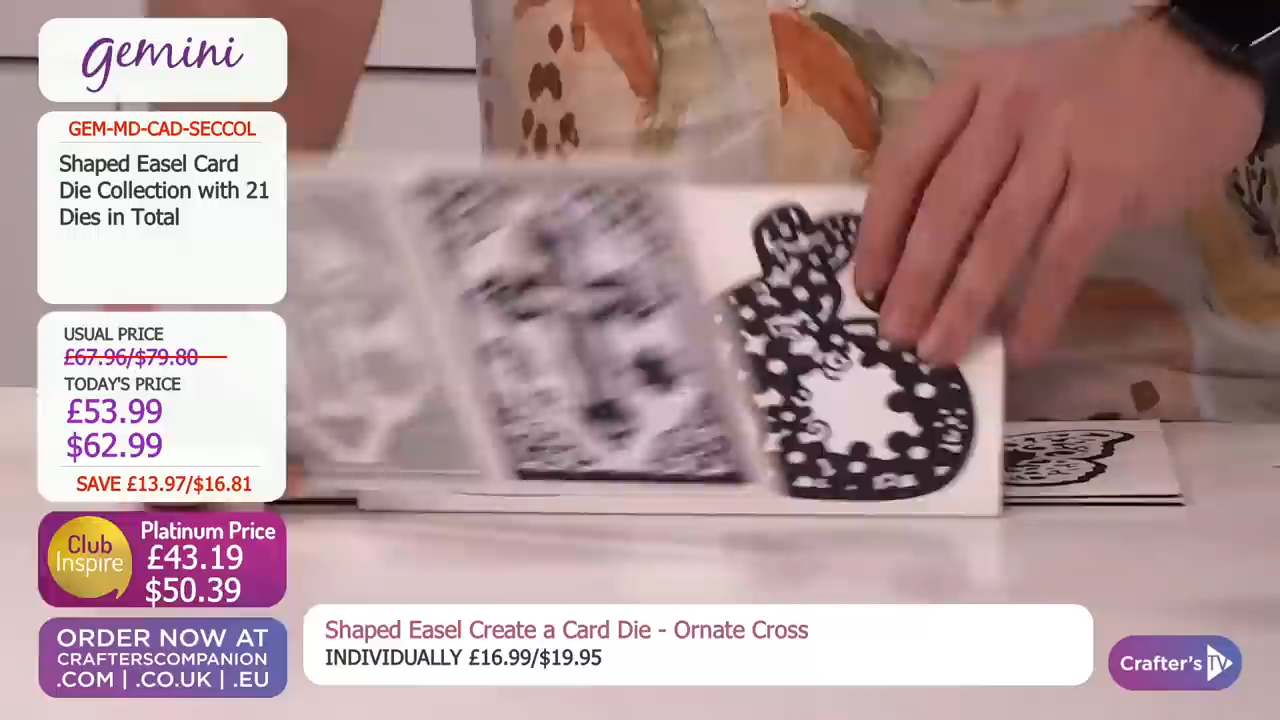 gemini
GEM-MD-CAD-SECCOL
Shaped Easel Card
Die Collection with 21
Dies in Total
USUAL PRICE
£67.96/$79.80
TODAY'S PRICE
£53.99
$62.99
SAVE £13.97/$16.81
Club
Inspire
Platinum Price
£43.19
$50.39
ORDER NOW AT
CRAFTERSCOMPANION
.COM | .CO.UK | .EU
Shaped Easel Create a Card Die - Ornate Cross
INDIVIDUALLY £16.99/$19.95
Crafter's TV